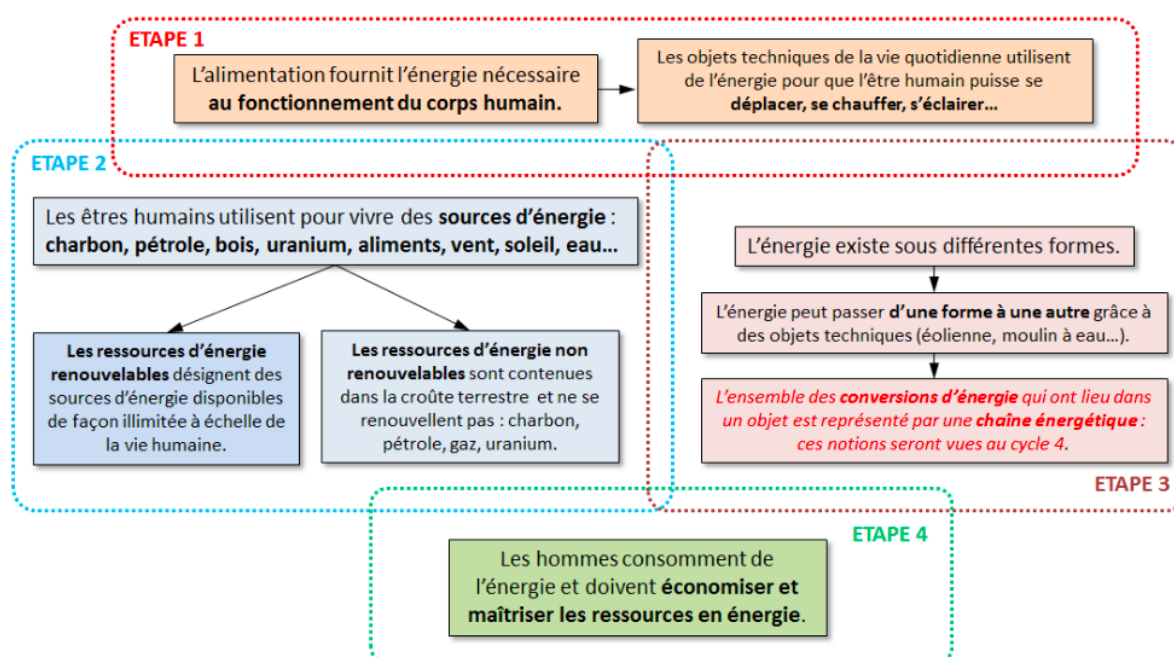 ETAPE 1
L’alimentation fournit l’énergie nécessaire
au fonctionnement du corps humain.
Les objets techniques de la vie quotidienne utilisent
de l’énergie pour que l’être humain puisse se
déplacer, se chauffer, s’éclairer…
ETAPE 2
Les êtres humains utilisent pour vivre des sources d’énergie :
charbon, pétrole, bois, uranium, aliments, vent, soleil, eau…
Les ressources d’énergie
renouvelables désignent des
sources d’énergie disponibles
de façon illimitée à échelle de
la vie humaine.
Les ressources d’énergie non
renouvelables sont contenues
dans la croûte terrestre et ne se
renouvellent pas : charbon,
pétrole, gaz, uranium.
L’énergie existe sous différentes formes.
L’énergie peut passer d’une forme à une autre grâce à
des objets techniques (éolienne, moulin à eau…).
L’ensemble des conversions d’énergie qui ont lieu dans
un objet est représenté par une chaîne énergétique :
ces notions seront vues au cycle 4.
ETAPE 3
ETAPE 4
Les hommes consomment de
l’énergie et doivent économiser et
maîtriser les ressources en énergie.